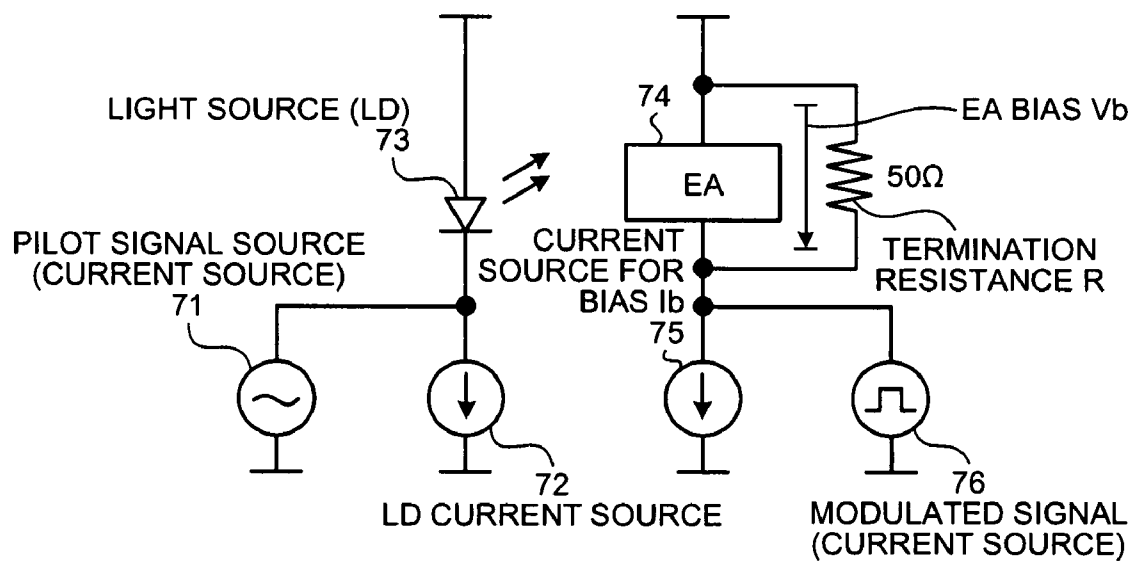 LIGHT SOURCE (LD)
73
74
EA
EA BIAS Vb
50Ω
TERMINATION
RESISTANCE R
PILOT SIGNAL SOURCE
(CURRENT SOURCE)
71
CURRENT
SOURCE FOR
BIAS Ib
75
72
LD CURRENT SOURCE
76
MODULATED SIGNAL
(CURRENT SOURCE)